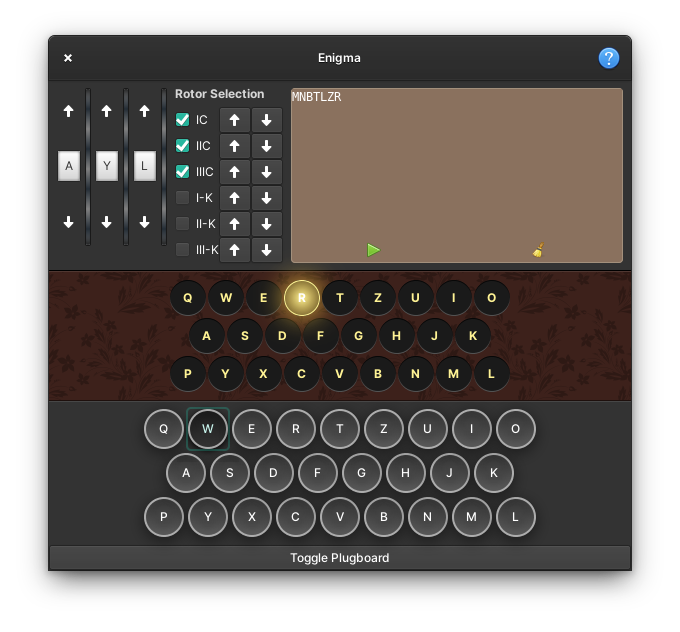 Enigma
?
A Y L
Rotor Selection
IC
IIC
IIIC
I-K
II-K
III-K
MNBTLZR
Q W E R T Z U I O
A S D F G H J K
P Y X C V B N M L
Q W E R T Z U I O
A S D F G H J K
P Y X C V B N M L
Toggle Plugboard